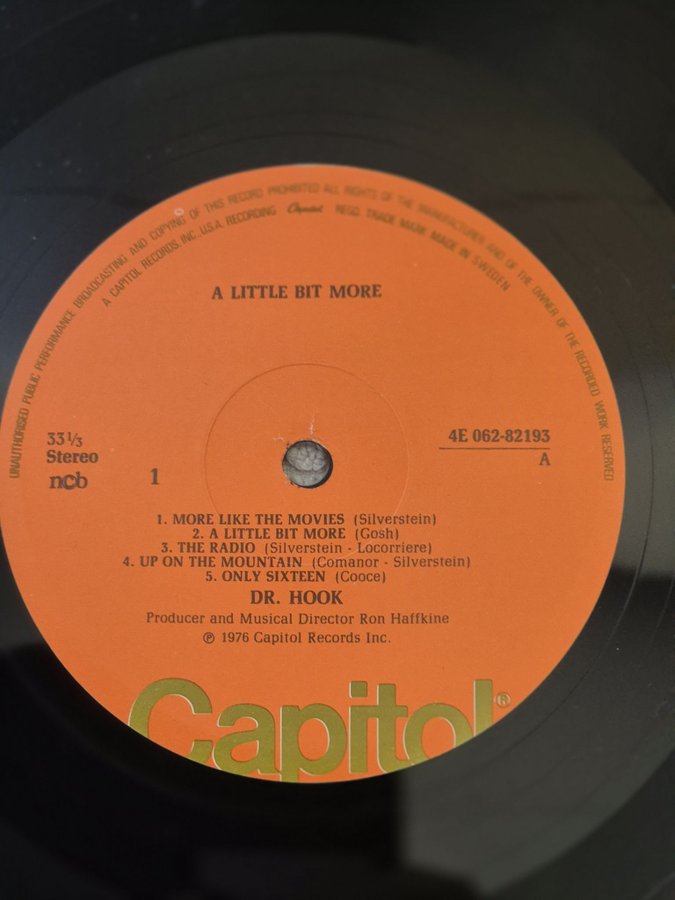 UNAUTHORISED PUBLIC PERFORMANCE BROADCASTING AND COPYING OF THIS RECORD PROHIBITED ALL RIGHTS OF THE MANUFACTURER AND OF THE OWNER OF THE RECORDED WORK RESERVED
A CAPITOL RECORDS, INC., U.S.A. RECORDING Capitol REG. TRADE MARK MADE IN SWEDEN
A LITTLE BIT MORE
33 1/3
Stereo
ncb
1
4E 062-82193
A
1. MORE LIKE THE MOVIES (Silverstein)
2. A LITTLE BIT MORE (Gosh)
3. THE RADIO (Silverstein - Locorriere)
4. UP ON THE MOUNTAIN (Comanor - Silverstein)
5. ONLY SIXTEEN (Cooce)
DR. HOOK
Producer and Musical Director Ron Haffkine
℗ 1976 Capitol Records Inc.
Capitol®